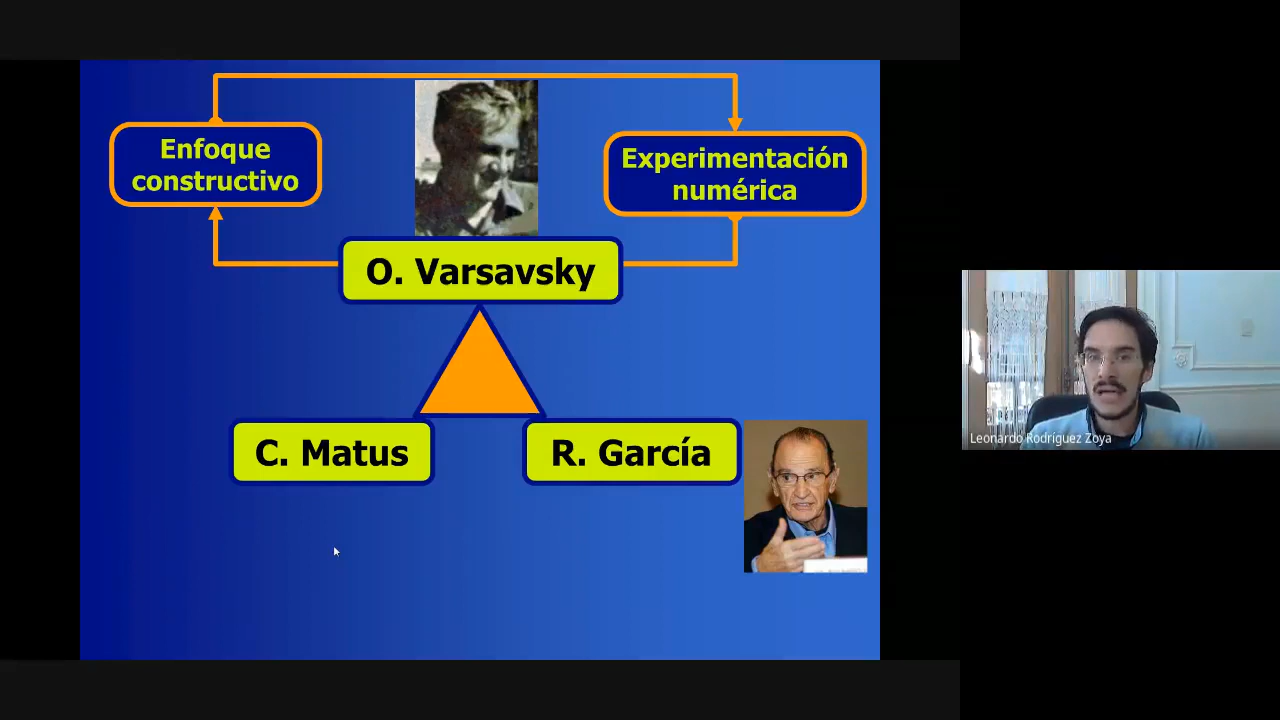 Enfoque
constructivo
Experimentación
numérica
O. Varsavsky
C. Matus
R. García
Leonardo Rodríguez Zoya